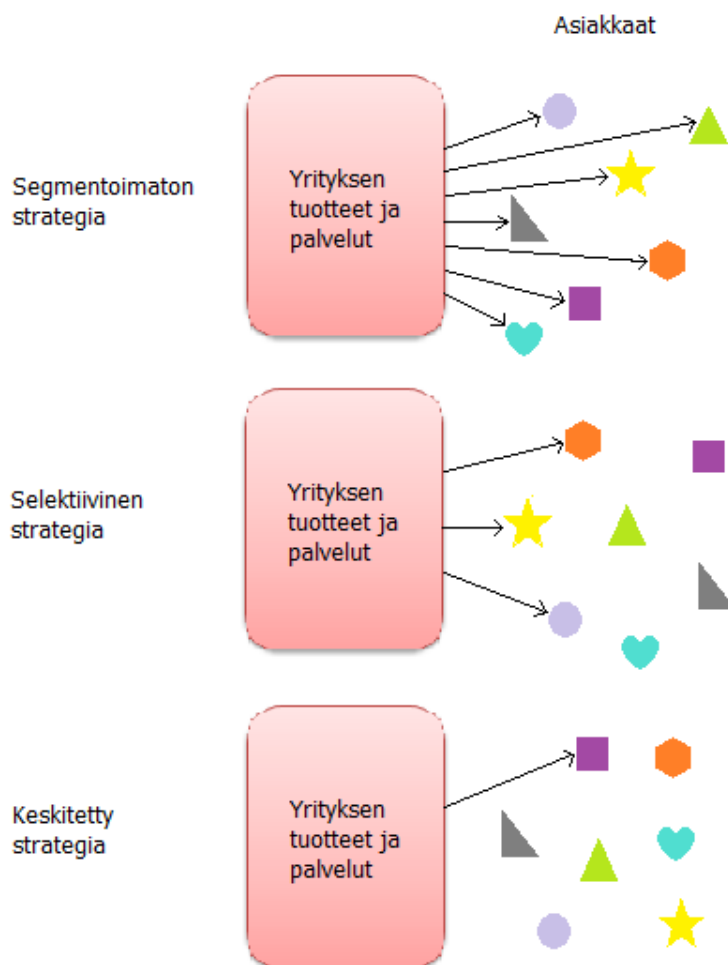 Asiakkaat
Segmentoimaton
strategia
Yrityksen
tuotteet ja
palvelut
Selektiivinen
strategia
Yrityksen
tuotteet ja
palvelut
Keskitetty
strategia
Yrityksen
tuotteet ja
palvelut